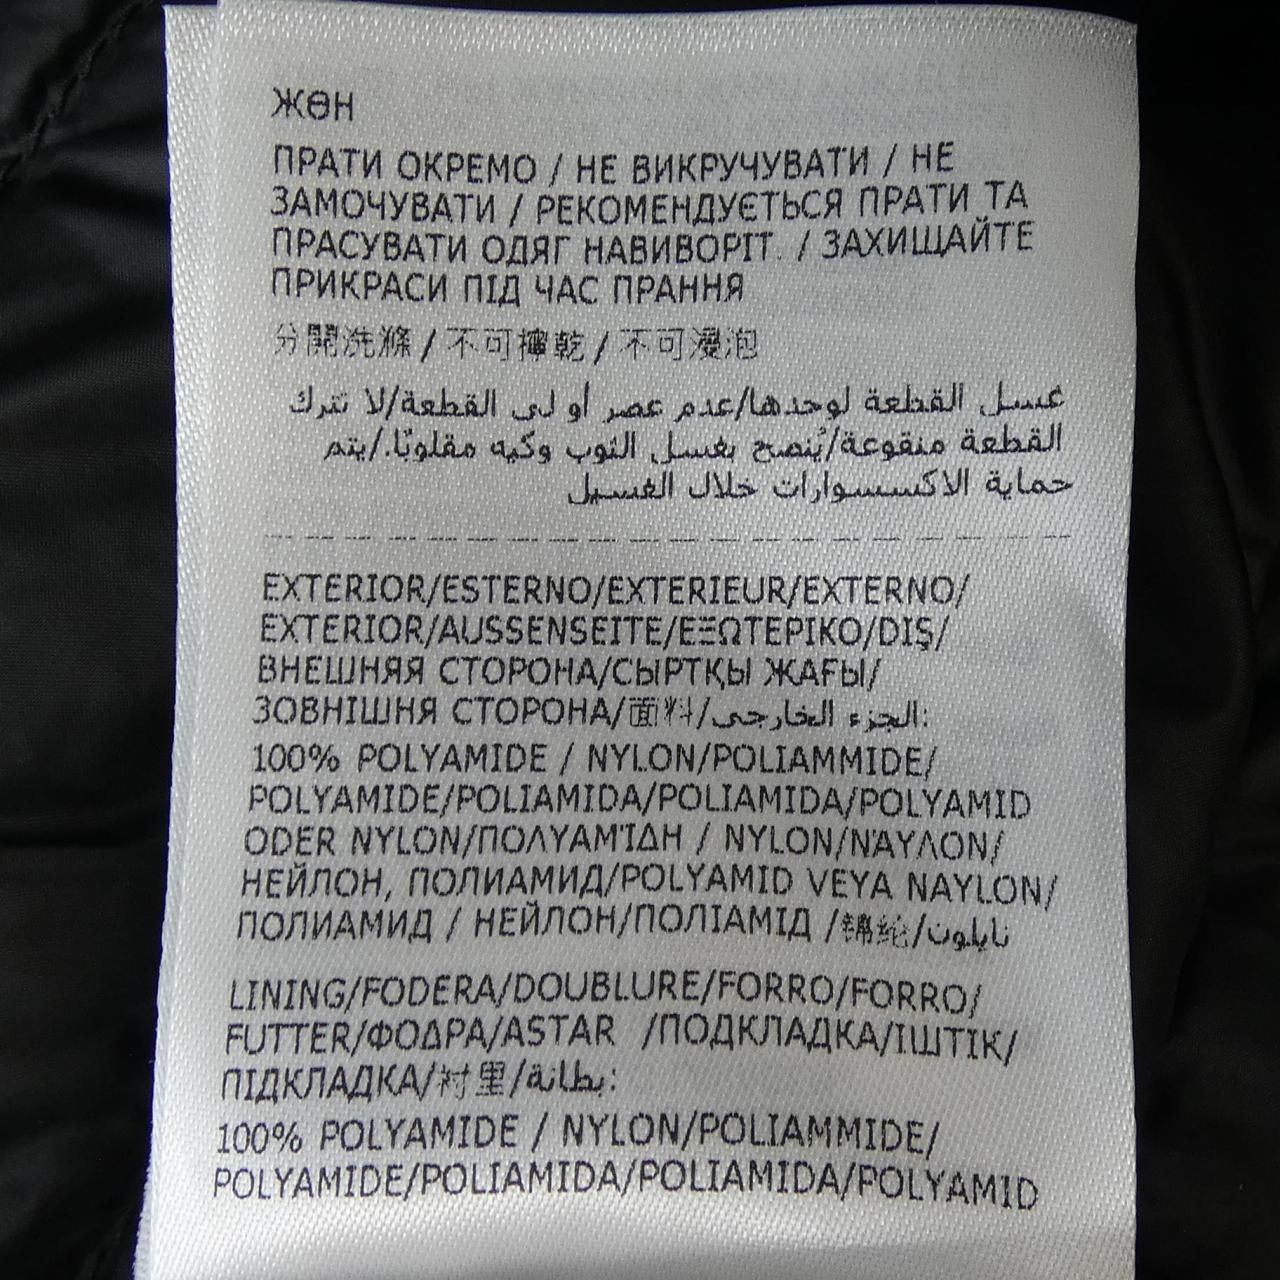 ЖӨН
ПРАТИ ОКРЕМО / НЕ ВИКРУЧУВАТИ / НЕ
ЗАМОЧУВАТИ / РЕКОМЕНДУЄТЬСЯ ПРАТИ ТА
ПРАСУВАТИ ОДЯГ НАВИВОРІТ. / ЗАХИЩАЙТЕ
ПРИКРАСИ ПІД ЧАС ПРАННЯ
分開洗滌 / 不可擰乾 / 不可浸泡
غسل القطعة لوحدها/عدم عصر أو لي القطعة/لا تترك
القطعة منقوعة/يُنصح بغسل الثوب وكيه مقلوبًا./يتم
حماية الاكسسوارات خلال الغسيل
EXTERIOR/ESTERNO/EXTERIEUR/EXTERNO/
EXTERIOR/AUSSENSEITE/ΕΞΩΤΕΡΙΚΟ/DIŞ/
ВНЕШНЯЯ СТОРОНА/СЫРТҚЫ ЖАҒЫ/
ЗОВНІШНЯ СТОРОНА/面料/الجزء الخارجي:
100% POLYAMIDE / NYLON/POLIAMMIDE/
POLYAMIDE/POLIAMIDA/POLIAMIDA/POLYAMID
ODER NYLON/ΠΟΛΥΑΜΊΔΗ / NYLON/ΝΆΥΛΟΝ/
НЕЙЛОН, ПОЛИАМИД/POLYAMID VEYA NAYLON/
ПОЛИАМИД / НЕЙЛОН/ПОЛІАМІД /锦纶/نايلون
LINING/FODERA/DOUBLURE/FORRO/FORRO/
FUTTER/ΦΟΔΡΑ/ASTAR /ПОДКЛАДКА/ІШТІК/
ПІДКЛАДКА/衬里/بطانة:
100% POLYAMIDE / NYLON/POLIAMMIDE/
POLYAMIDE/POLIAMIDA/POLIAMIDA/POLYAMID